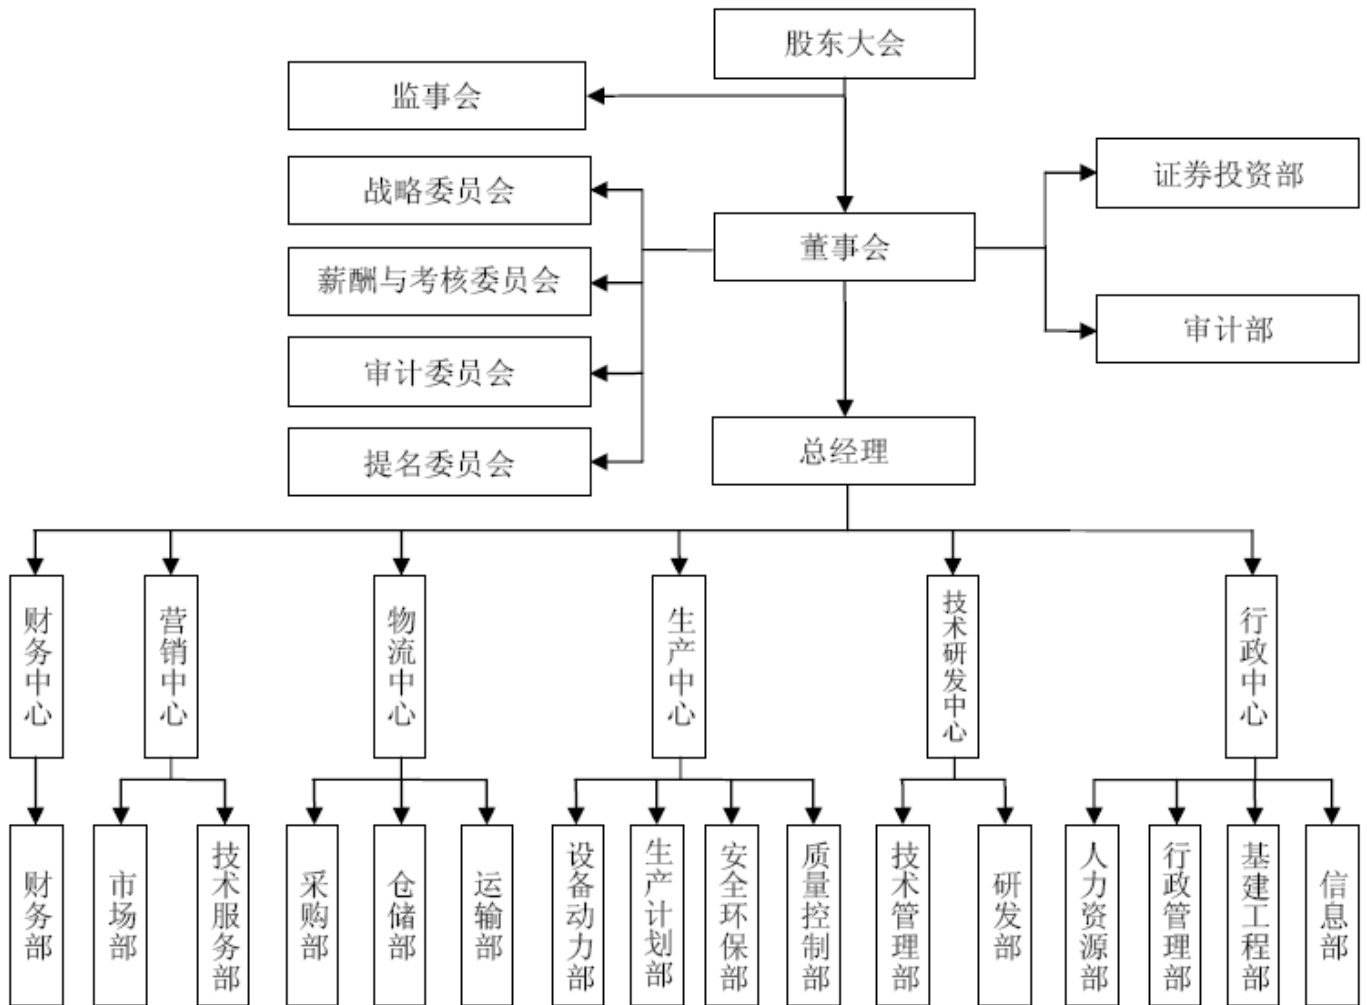 股东大会
监事会
证券投资部
战略委员会
董事会
薪酬与考核委员会
审计部
审计委员会
总经理
提名委员会
财务中心
营销中心
物流中心
生产中心
技术研发中心
行政中心
财务部
市场部
技术服务部
采购部
仓储部
运输部
设备动力部
生产计划部
安全环保部
质量控制部
技术管理部
研发部
人力资源部
行政管理部
基建工程部
信息部